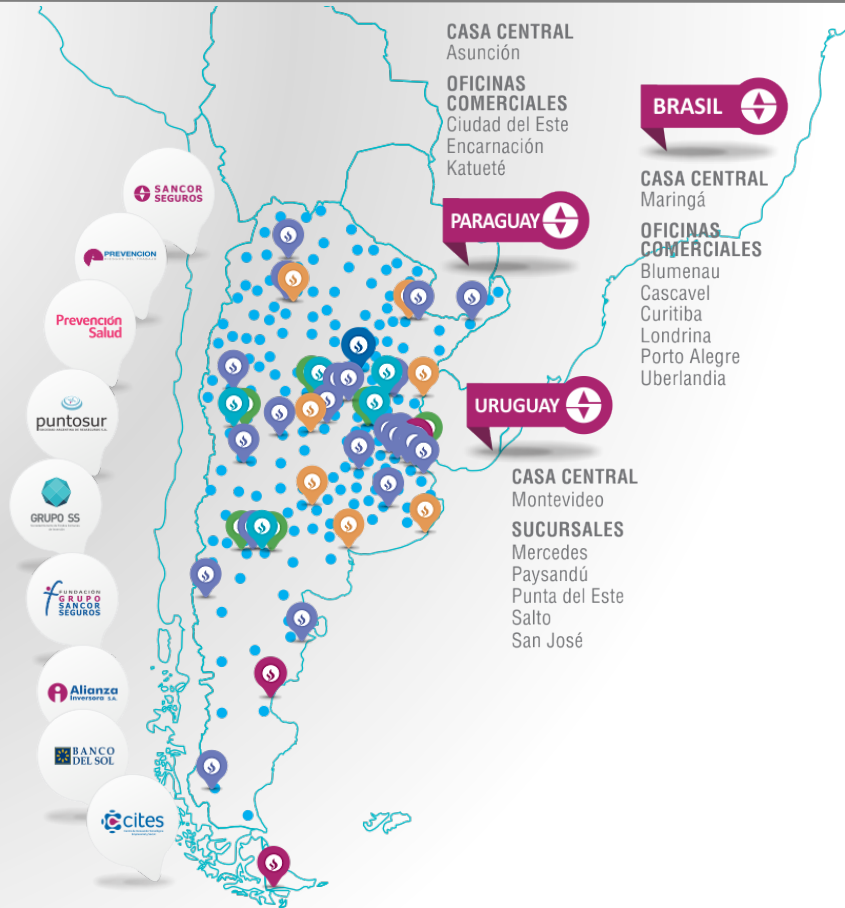 CASA CENTRAL
Asunción
OFICINAS
COMERCIALES
Ciudad del Este
Encarnación
Katueté
PARAGUAY
BRASIL
CASA CENTRAL
Maringá
OFICINAS
COMERCIALES
Blumenau
Cascavel
Curitiba
Londrina
Porto Alegre
Uberlandia
URUGUAY
CASA CENTRAL
Montevideo
SUCURSALES
Mercedes
Paysandú
Punta del Este
Salto
San José
SANCOR
SEGUROS
PREVENCION
Prevención
Salud
puntosur
GRUPO SS
FUNDACIÓN
GRUPO
SANCOR
SEGUROS
Alianza
Inversora S.A.
BANCO
DEL SOL
cites